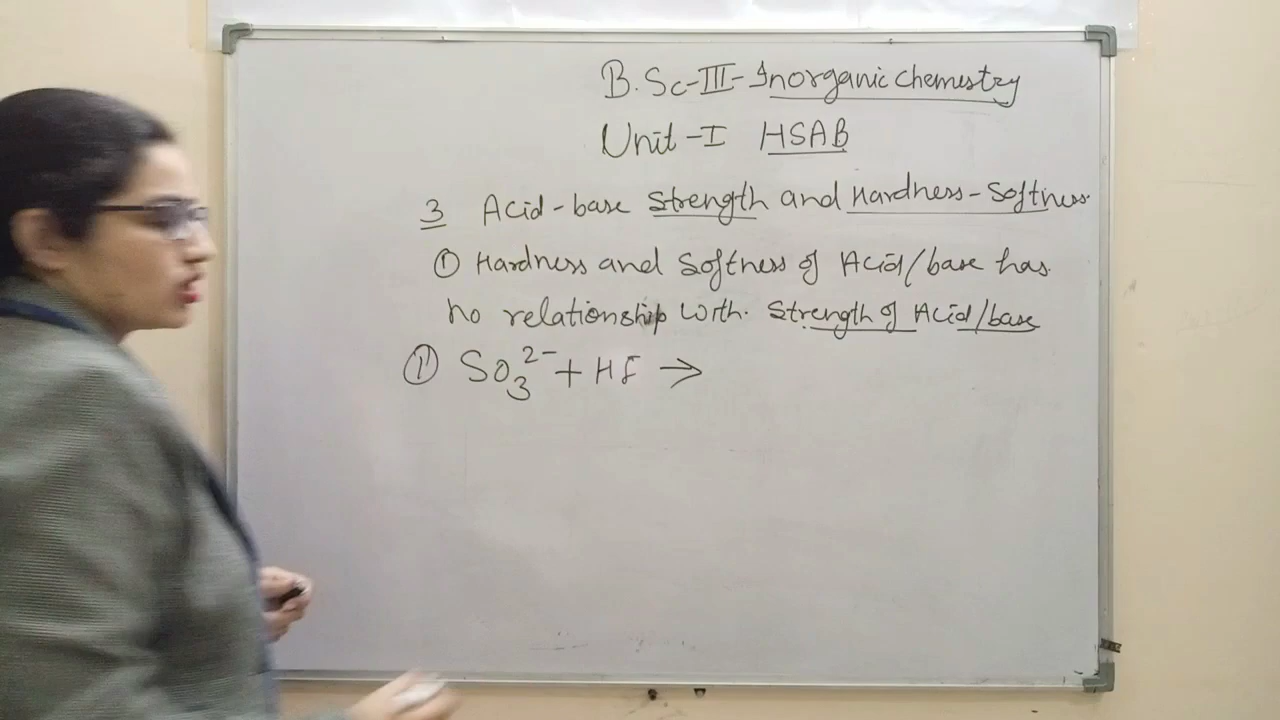 B.Sc-III-Inorganic Chemistry
Unit-I HSAB
3 Acid-base Strength and Hardness-Softness.
① Hardness and Softness of Acid/base has
no relationship with. Strength of Acid/base
① SO₃²⁻ + HF →